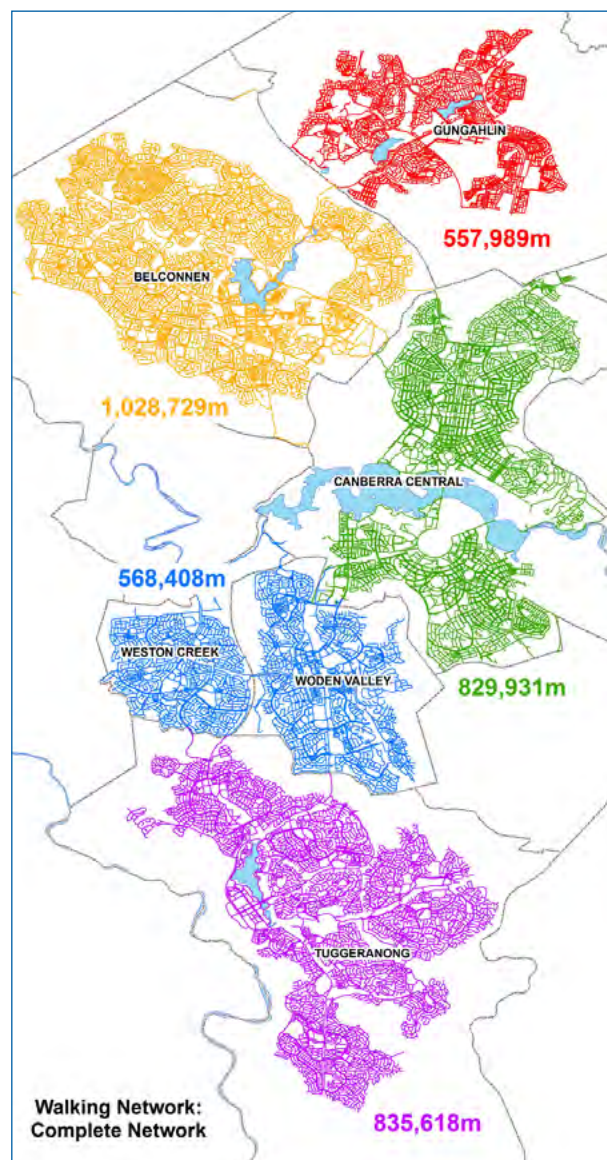 GUNGAHLIN
557,989m
BELCONNEN
1,028,729m
CANBERRA CENTRAL
568,408m
WESTON CREEK
WODEN VALLEY
829,931m
TUGGERANONG
Walking Network:
Complete Network
835,618m